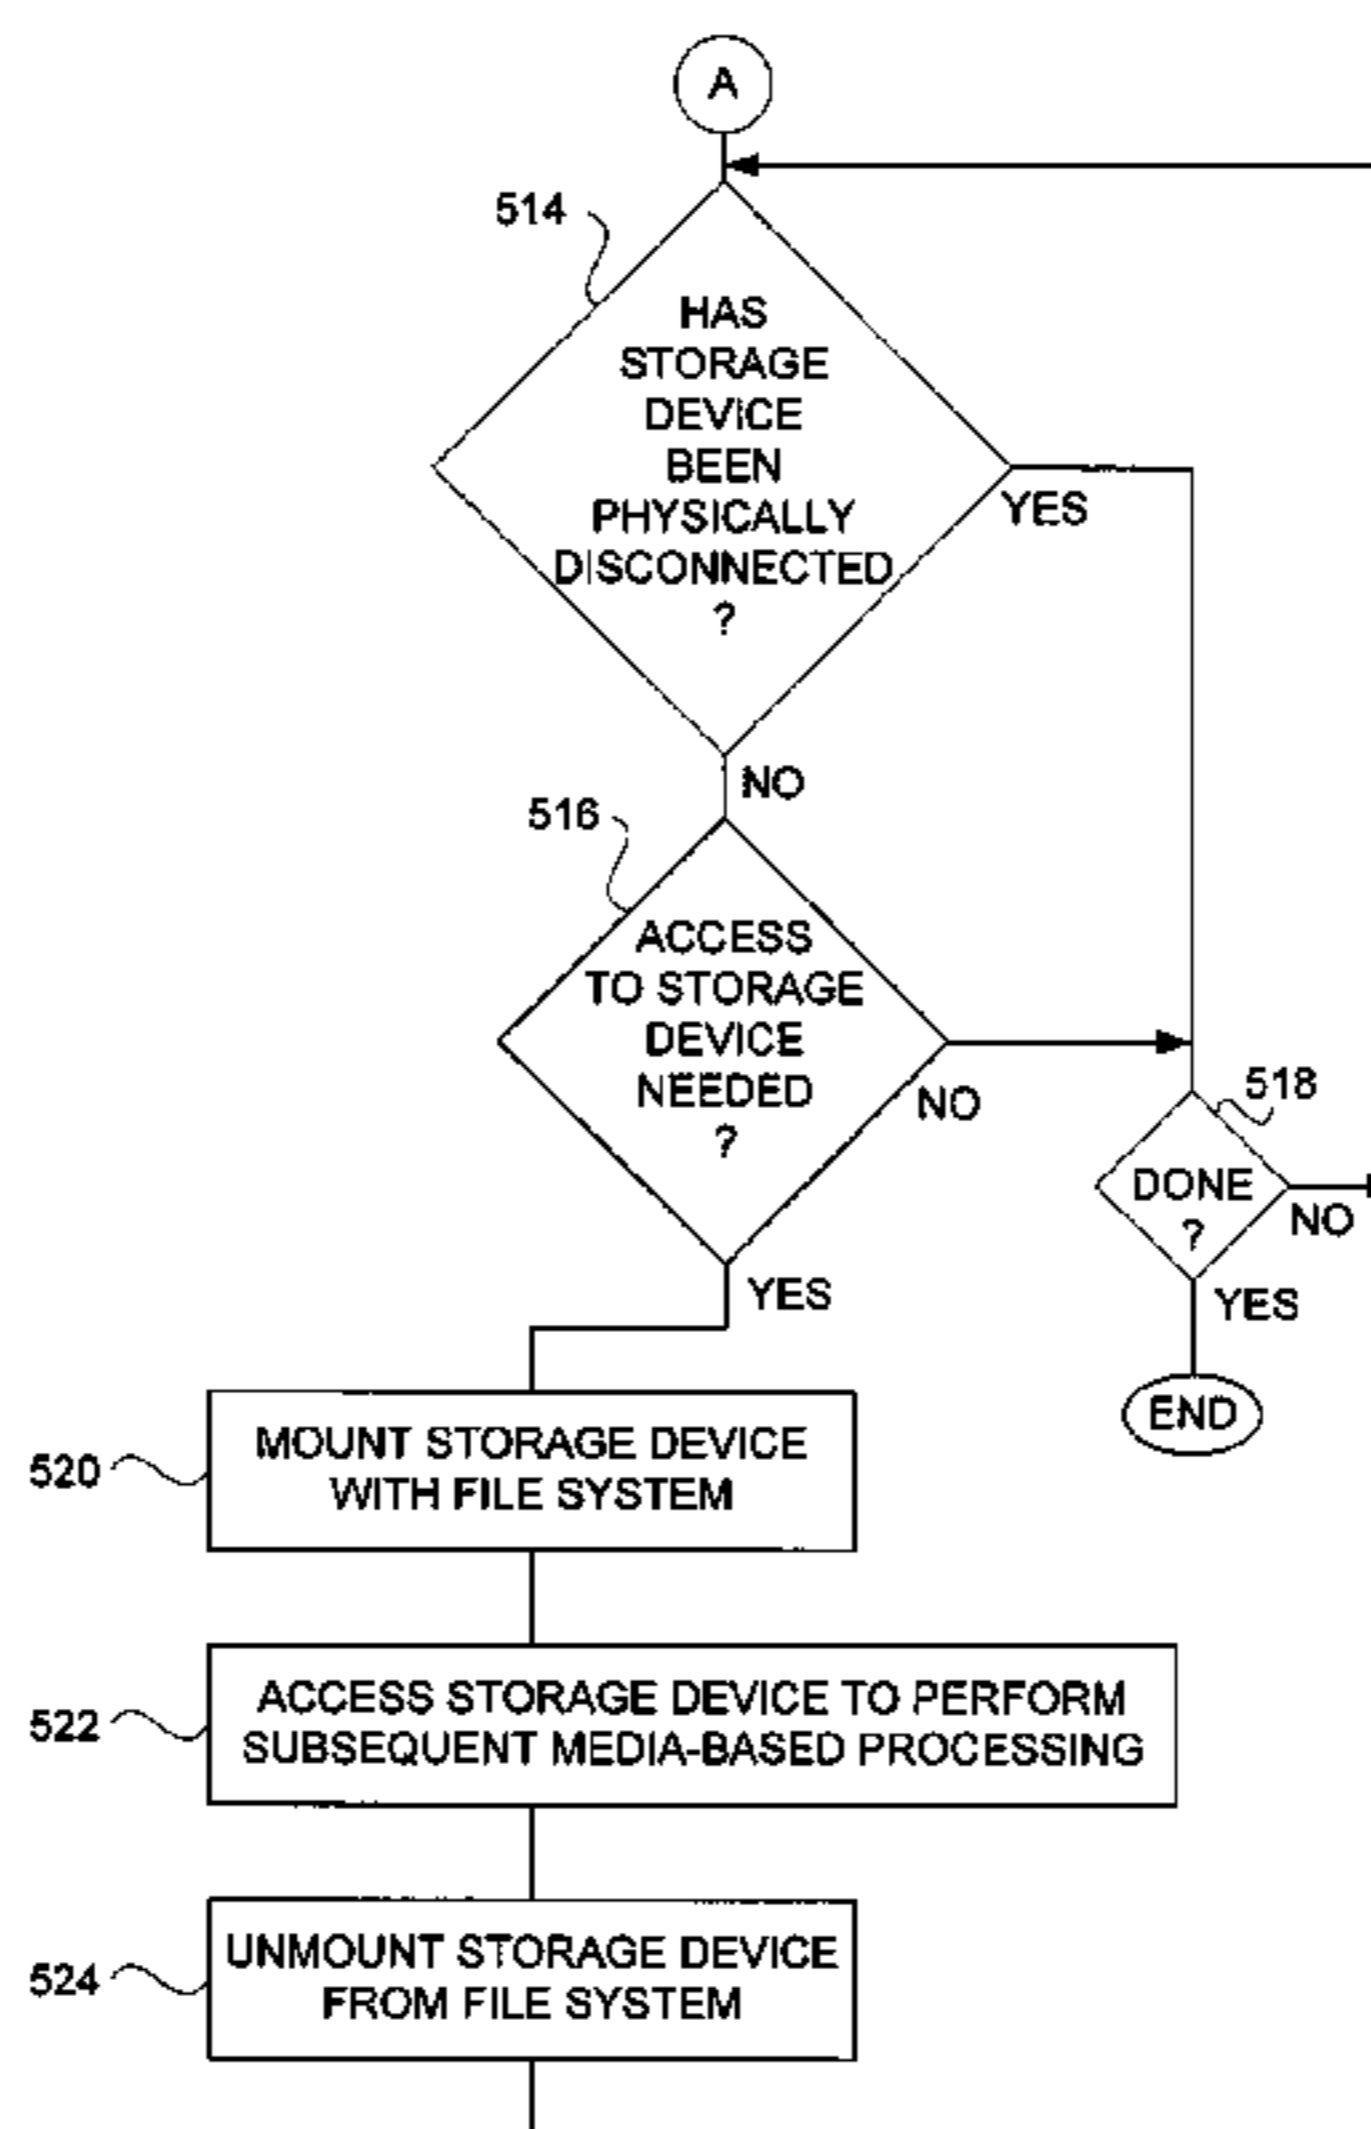 A
514
HAS
STORAGE
DEVICE
BEEN
PHYSICALLY
DISCONNECTED
?
YES
NO
516
ACCESS
TO STORAGE
DEVICE
NEEDED
?
NO
YES
518
DONE
?
NO
YES
END
520
MOUNT STORAGE DEVICE
WITH FILE SYSTEM
522
ACCESS STORAGE DEVICE TO PERFORM
SUBSEQUENT MEDIA-BASED PROCESSING
524
UNMOUNT STORAGE DEVICE
FROM FILE SYSTEM